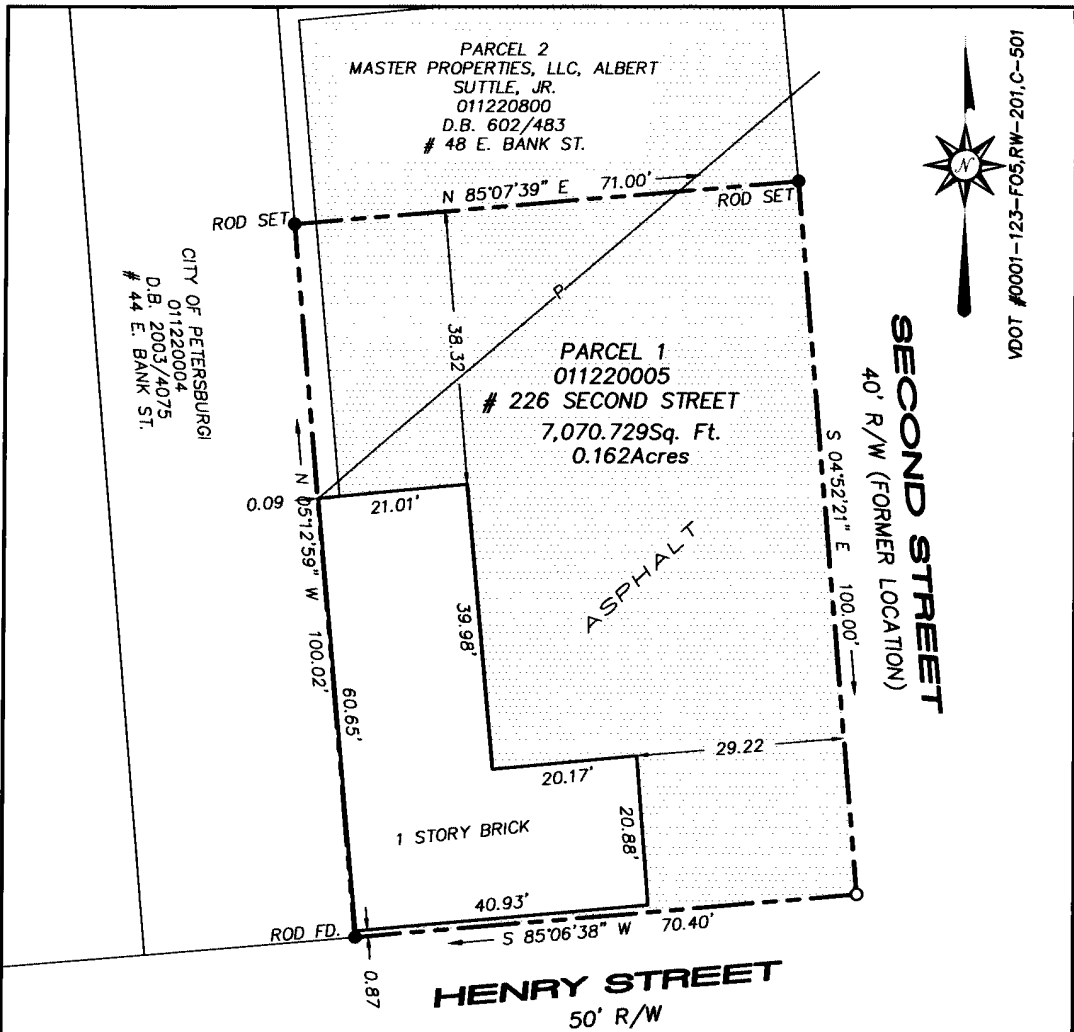 PARCEL 2
MASTER PROPERTIES, LLC, ALBERT
SUTTLE, JR.
011220800
D.B. 602/483
# 48 E. BANK ST.
VDOT #0001-123-F05,RW-201,C-501
N
N 85°07'39" E 71.00'
ROD SET
ROD SET
CITY OF PETERSBURGI
011220004
D.B. 2003/4075
# 44 E. BANK ST.
38.32
P
PARCEL 1
011220005
# 226 SECOND STREET
7,070.729Sq. Ft.
0.162Acres
SECOND STREET
40' R/W (FORMER LOCATION)
S 04°52'21" E 100.00'
0.09
21.01'
N 05°12'59" W 100.02'
ASPHALT
39.98'
60.65'
29.22
20.17'
20.88'
1 STORY BRICK
40.93'
ROD FD.
S 85°06'38" W 70.40'
0.87
HENRY STREET
50' R/W